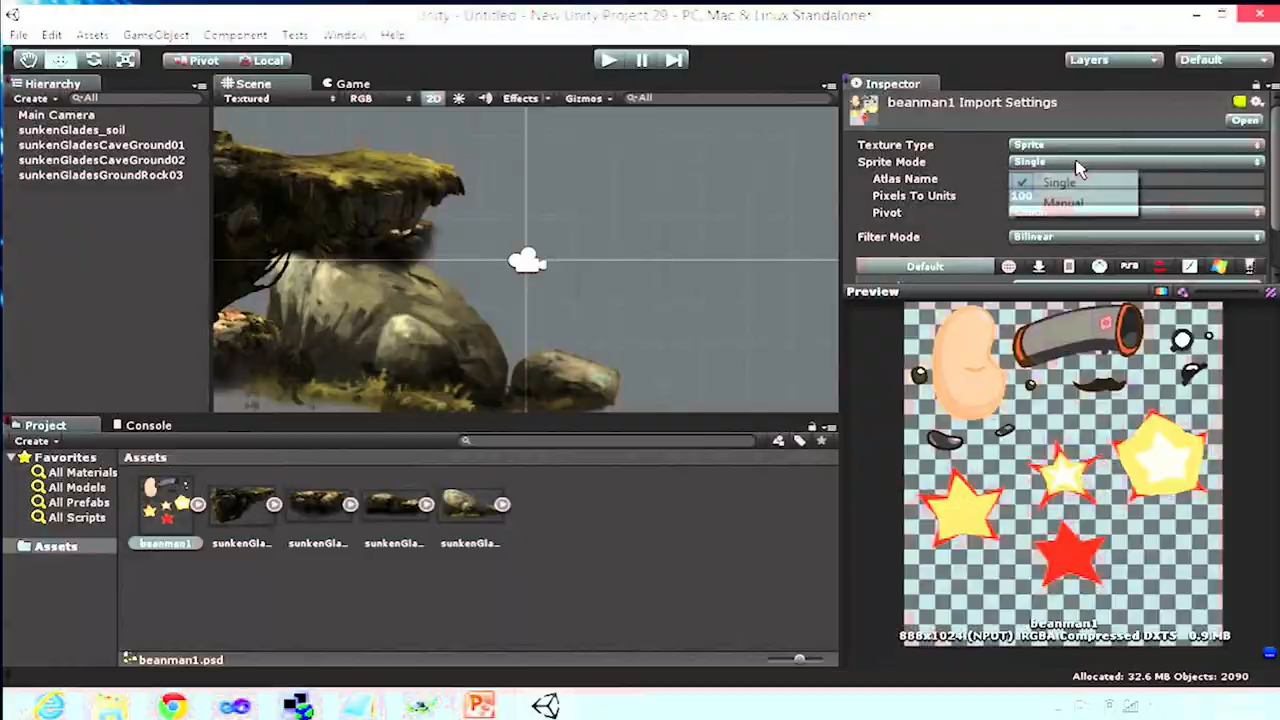 Unity - Untitled - New Unity Project 29 - PC, Mac & Linux Standalone*
File Edit Assets GameObject Component Tests Window Help
Pivot Local Layers Default
Hierarchy Scene Game Inspector
Create All Textured RGB 2D Effects Gizmos All
beanman1 Import Settings
Open
Main Camera
sunkenGlades_soil
sunkenGladesCaveGround01
sunkenGladesCaveGround02
sunkenGladesGroundRock03
Texture Type Sprite
Sprite Mode Single
Atlas Name Single
Pixels To Units 100 Manual
Pivot
Filter Mode Bilinear
Default
Preview
Project Console
Create
Favorites Assets
All Materials
All Models
All Prefabs
All Scripts
Assets
beanman1 sunkenGla... sunkenGla... sunkenGla... sunkenGla...
beanman1
888x1024 (NPOT) RGBA Compressed DXT5 0.9 MB
beanman1.psd
Allocated: 32.6 MB Objects: 2090